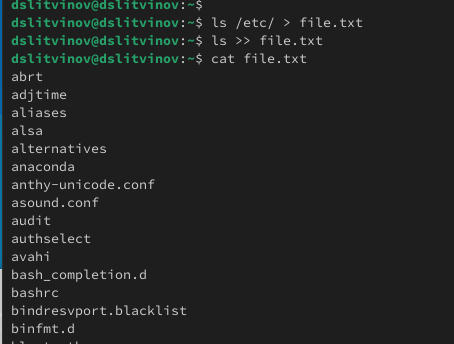 dslitvinov@dslitvinov:~$
dslitvinov@dslitvinov:~$ ls /etc/ > file.txt
dslitvinov@dslitvinov:~$ ls >> file.txt
dslitvinov@dslitvinov:~$ cat file.txt
abrt
adjtime
aliases
alsa
alternatives
anaconda
anthy-unicode.conf
asound.conf
audit
authselect
avahi
bash_completion.d
bashrc
bindresvport.blacklist
binfmt.d